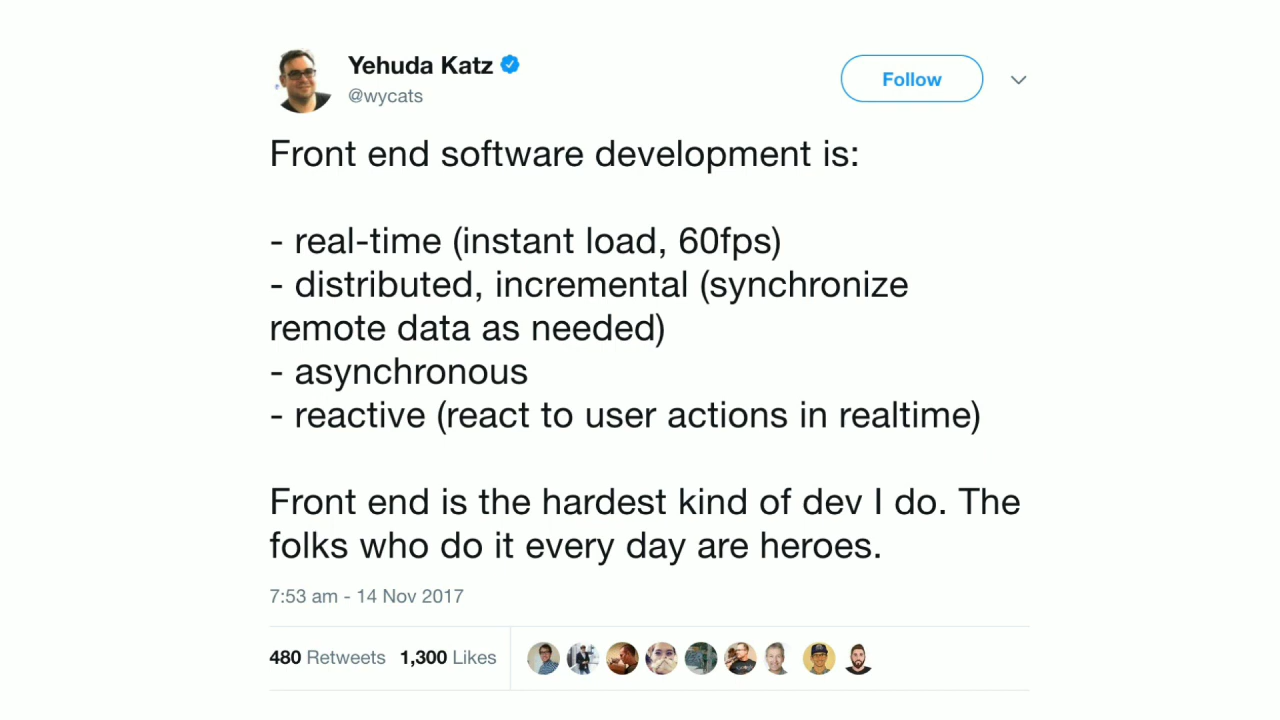 Yehuda Katz
@wycats
Follow
Front end software development is:
- real-time (instant load, 60fps)
- distributed, incremental (synchronize
remote data as needed)
- asynchronous
- reactive (react to user actions in realtime)
Front end is the hardest kind of dev I do. The
folks who do it every day are heroes.
7:53 am - 14 Nov 2017
480 Retweets 1,300 Likes